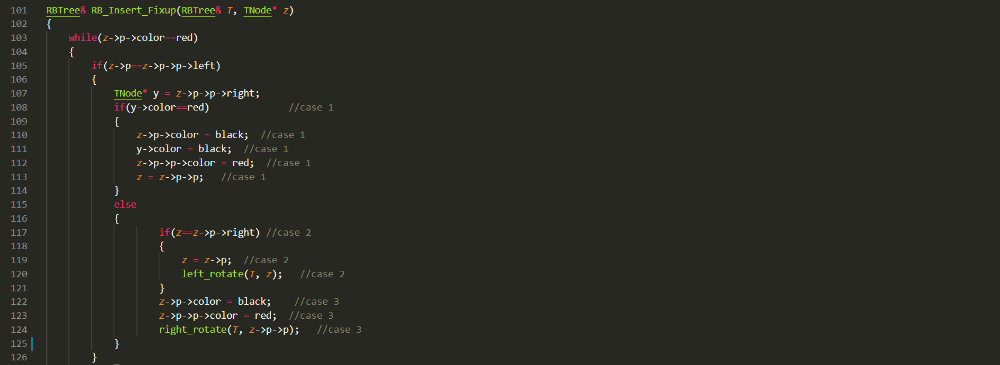 101 RBTree& RB_Insert_Fixup(RBTree& T, TNode* z)
102 {
103     while(z->p->color==red)
104     {
105         if(z->p==z->p->p->left)
106         {
107             TNode* y = z->p->p->right;
108             if(y->color==red)              //case 1
109             {
110                 z->p->color = black;  //case 1
111                 y->color = black;  //case 1
112                 z->p->p->color = red;  //case 1
113                 z = z->p->p;   //case 1
114             }
115             else
116             {
117                     if(z==z->p->right) //case 2
118                     {
119                         z = z->p;  //case 2
120                         left_rotate(T, z);   //case 2
121                     }
122                     z->p->color = black;    //case 3
123                     z->p->p->color = red;  //case 3
124                     right_rotate(T, z->p->p);   //case 3
125             }
126         }